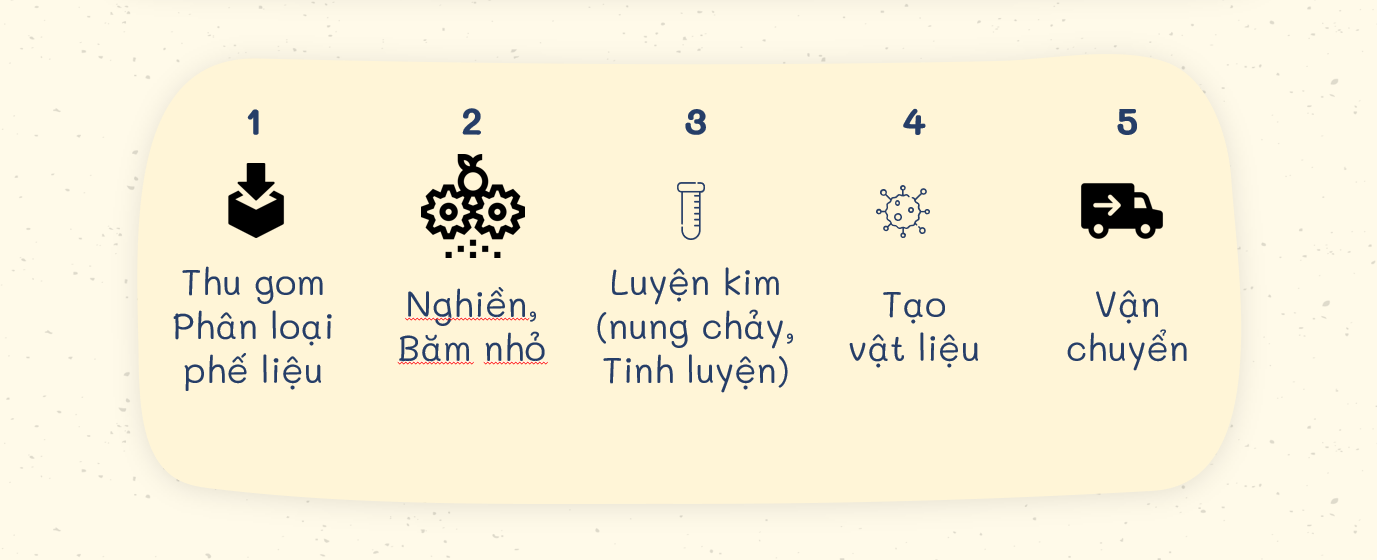 1
Thu gom
Phân loại
phế liệu
2
Nghiền,
Băm nhỏ
3
Luyện kim
(nung chảy,
Tinh luyện)
4
Tạo
vật liệu
5
Vận
chuyển